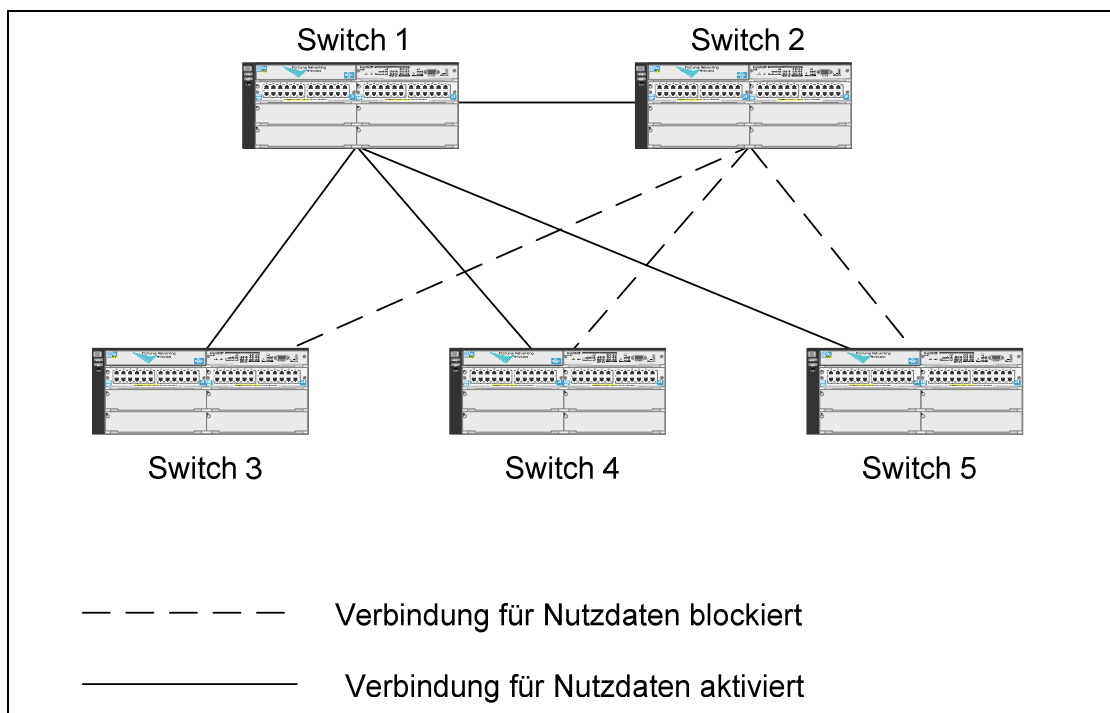 Switch 1
Switch 2
Switch 3
Switch 4
Switch 5
Verbindung für Nutzdaten blockiert
Verbindung für Nutzdaten aktiviert